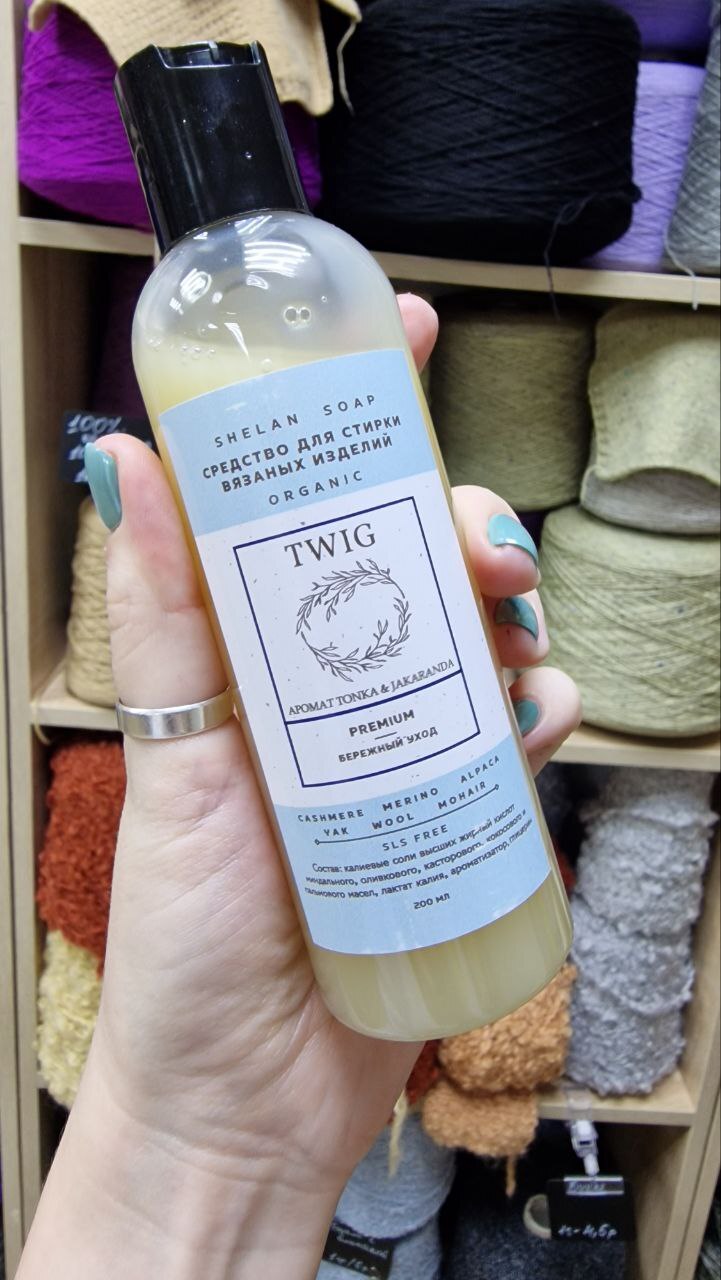 SHELAN SOAP
СРЕДСТВО ДЛЯ СТИРКИ
ВЯЗАНЫХ ИЗДЕЛИЙ
ORGANIC
TWIG
АРОМАТ TONKA & JAKARANDA
PREMIUM
БЕРЕЖНЫЙ УХОД
CASHMERE MERINO ALPACA
YAK WOOL MOHAIR
SLS FREE
Состав: калиевые соли высших жирный кислот
миндального, оливкового, касторового, кокосового и
пальмового масел, лактат калия, ароматизатор, глицерин
200 мл